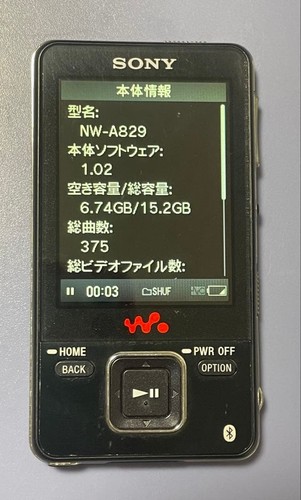 SONY
本体情報
型名:
NW-A829
本体ソフトウェア:
1.02
空き容量/総容量:
6.74GB/15.2GB
総曲数:
375
総ビデオファイル数:
00:03 SHUF NC
HOME PWR OFF
BACK OPTION